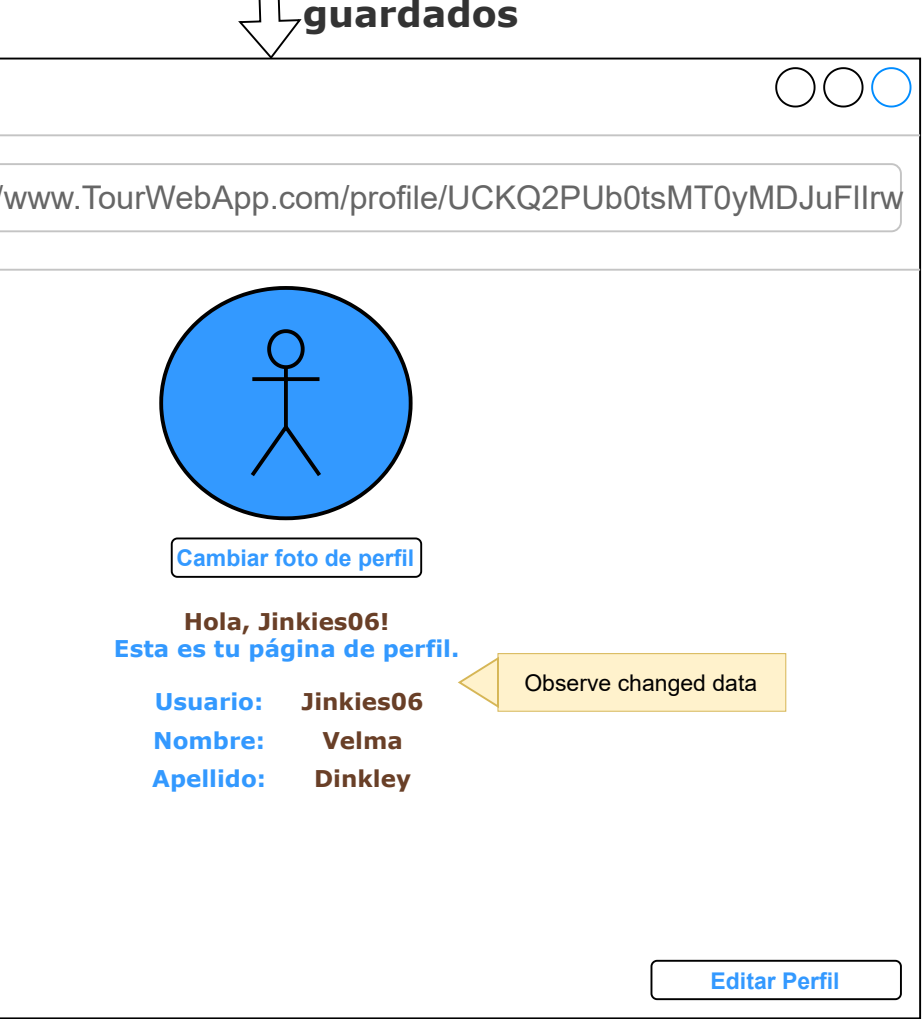 guardados
/www.TourWebApp.com/profile/UCKQ2PUb0tsMT0yMDJuFIIrw
Cambiar foto de perfil
Hola, Jinkies06!
Esta es tu página de perfil.
Observe changed data
Usuario: Jinkies06
Nombre: Velma
Apellido: Dinkley
Editar Perfil